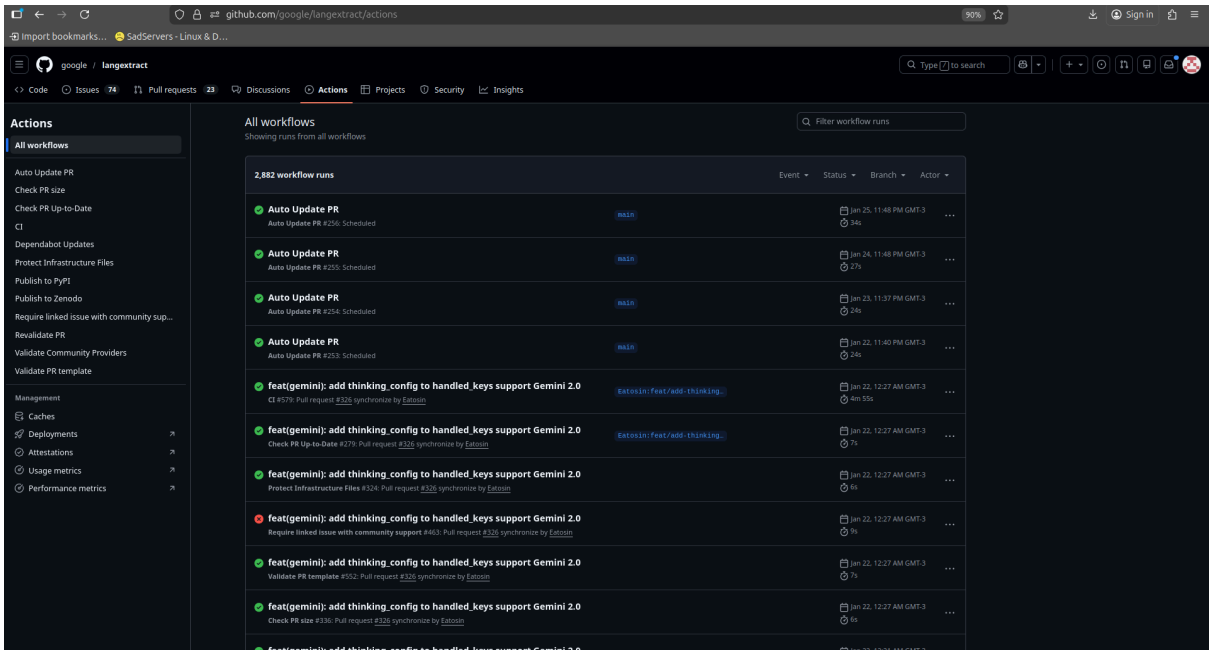 github.com/google/langextract/actions
90%
Sign in
Import bookmarks...
SadServers - Linux & D...
google / langextract
Type / to search
Code
Issues 74
Pull requests 23
Discussions
Actions
Projects
Security
Insights
Actions
All workflows
Auto Update PR
Check PR size
Check PR Up-to-Date
CI
Dependabot Updates
Protect Infrastructure Files
Publish to PyPI
Publish to Zenodo
Require linked issue with community sup...
Revalidate PR
Validate Community Providers
Validate PR template
Management
Caches
Deployments
Attestations
Usage metrics
Performance metrics
All workflows
Showing runs from all workflows
Filter workflow runs
2,882 workflow runs
Event
Status
Branch
Actor
Auto Update PR
Auto Update PR #256: Scheduled
main
Jan 25, 11:48 PM GMT-3
34s
Auto Update PR
Auto Update PR #255: Scheduled
main
Jan 24, 11:48 PM GMT-3
27s
Auto Update PR
Auto Update PR #254: Scheduled
main
Jan 23, 11:37 PM GMT-3
24s
Auto Update PR
Auto Update PR #253: Scheduled
main
Jan 22, 11:40 PM GMT-3
24s
feat(gemini): add thinking_config to handled_keys support Gemini 2.0
CI #579: Pull request #326 synchronize by Eatosin
Eatosin:feat/add-thinking…
Jan 22, 12:27 AM GMT-3
4m 55s
feat(gemini): add thinking_config to handled_keys support Gemini 2.0
Check PR Up-to-Date #279: Pull request #326 synchronize by Eatosin
Eatosin:feat/add-thinking…
Jan 22, 12:27 AM GMT-3
7s
feat(gemini): add thinking_config to handled_keys support Gemini 2.0
Protect Infrastructure Files #324: Pull request #326 synchronize by Eatosin
Jan 22, 12:27 AM GMT-3
6s
feat(gemini): add thinking_config to handled_keys support Gemini 2.0
Require linked issue with community support #463: Pull request #326 synchronize by Eatosin
Jan 22, 12:27 AM GMT-3
9s
feat(gemini): add thinking_config to handled_keys support Gemini 2.0
Validate PR template #552: Pull request #326 synchronize by Eatosin
Jan 22, 12:27 AM GMT-3
7s
feat(gemini): add thinking_config to handled_keys support Gemini 2.0
Check PR size #336: Pull request #326 synchronize by Eatosin
Jan 22, 12:27 AM GMT-3
6s
feat(gemini): add thinking_config to handled_keys support Gemini 2.0